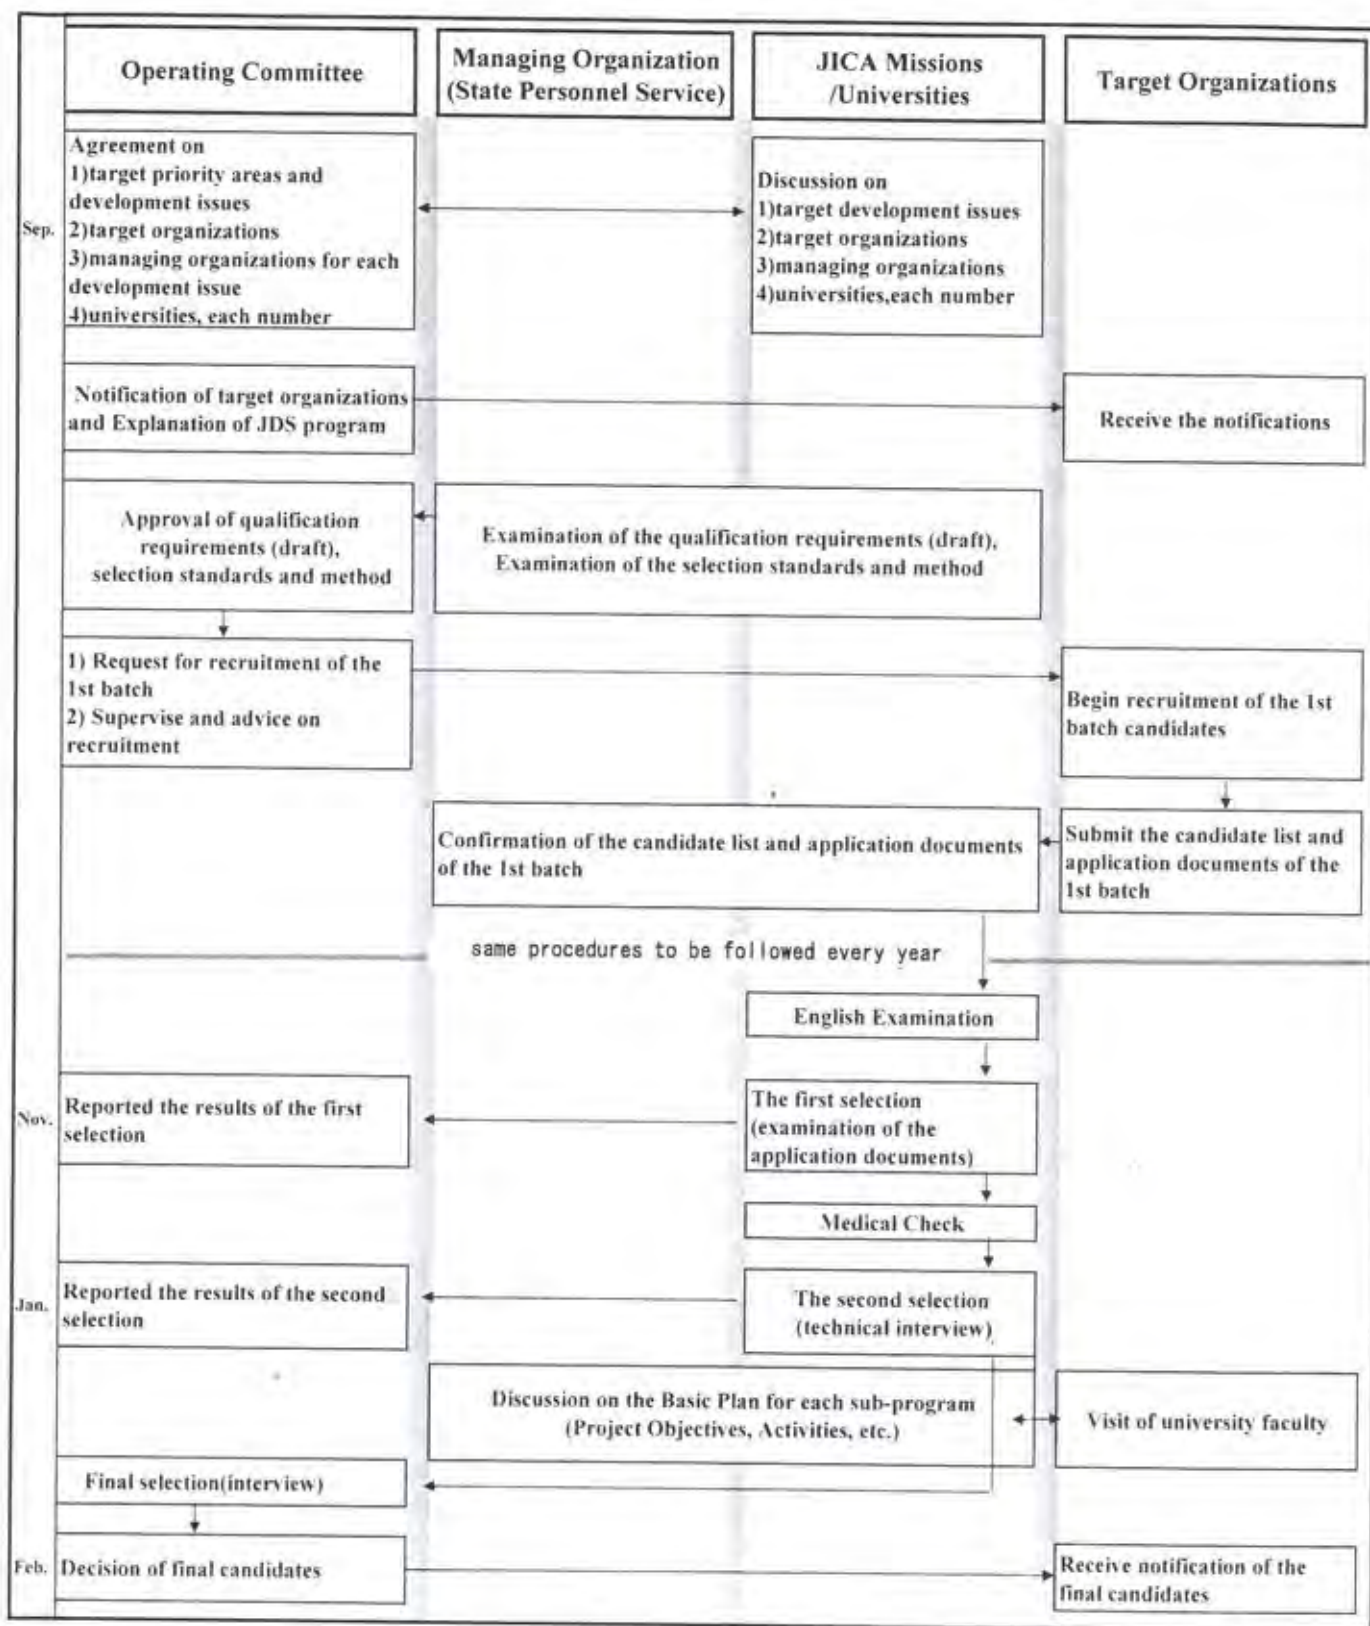 Operating Committee
Managing Organization
(State Personnel Service)
JICA Missions
/Universities
Target Organizations
Sep.
Agreement on
1)target priority areas and
development issues
2)target organizations
3)managing organizations for each
development issue
4)universities, each number
Discussion on
1)target development issues
2)target organizations
3)managing organizations
4)universities,each number
Notification of target organizations
and Explanation of JDS program
Receive the notifications
Approval of qualification
requirements (draft),
selection standards and method
Examination of the qualification requirements (draft),
Examination of the selection standards and method
1) Request for recruitment of the
1st batch
2) Supervise and advice on
recruitment
Begin recruitment of the 1st
batch candidates
Confirmation of the candidate list and application documents
of the 1st batch
Submit the candidate list and
application documents of the
1st batch
same procedures to be followed every year
English Examination
Nov.
Reported the results of the first
selection
The first selection
(examination of the
application documents)
Medical Check
Jan.
Reported the results of the second
selection
The second selection
(technical interview)
Discussion on the Basic Plan for each sub-program
(Project Objectives, Activities, etc.)
Visit of university faculty
Final selection(interview)
Feb.
Decision of final candidates
Receive notification of the
final candidates